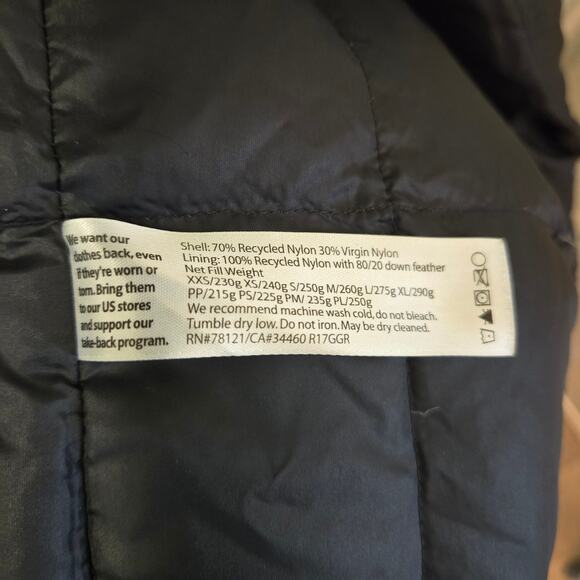 We want our
clothes back, even
if they're worn or
torn. Bring them
to our US stores
and support our
take-back program.
Shell: 70% Recycled Nylon 30% Virgin Nylon
Lining: 100% Recycled Nylon with 80/20 down feather
Net Fill Weight
XXS/230g XS/240g S/250g M/260g L/275g XL/290g
PP/215g PS/225g PM/ 235g PL/250g
We recommend machine wash cold, do not bleach.
Tumble dry low. Do not iron. May be dry cleaned.
RN#78121/CA#34460 R17GGR